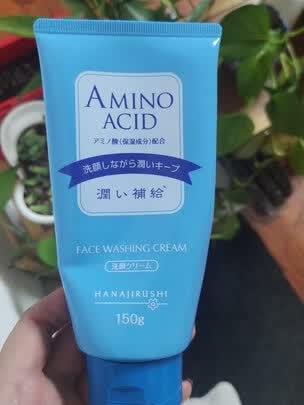 AMINO
ACID
アミノ酸(保湿成分)配合
洗顔しながら潤いキープ
潤い補給
FACE WASHING CREAM
洗顔クリーム
HANAJIRUSHI
150g